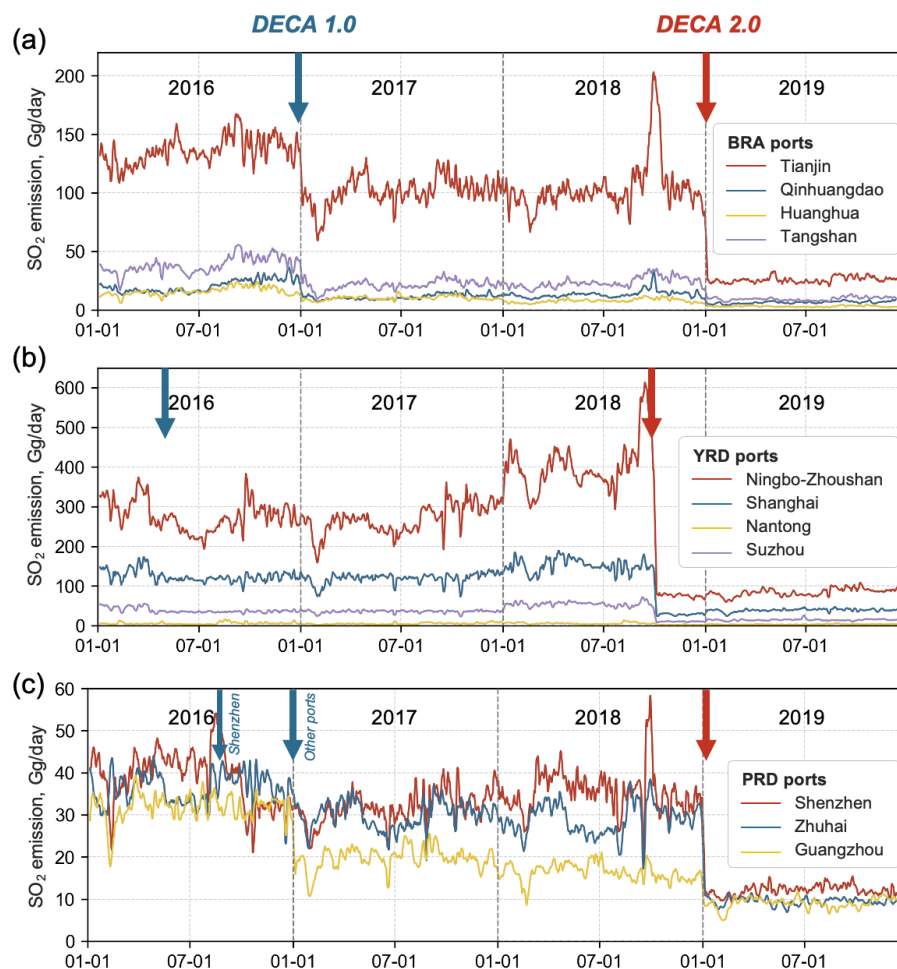 DECA 1.0 DECA 2.0
(a)
2016 2017 2018 2019
SO2 emission, Gg/day
200
150
100
50
0
BRA ports
Tianjin
Qinhuangdao
Huanghua
Tangshan
01-01 07-01 01-01 07-01 01-01 07-01 01-01 07-01
(b)
2016 2017 2018 2019
SO2 emission, Gg/day
600
500
400
300
200
100
0
YRD ports
Ningbo-Zhoushan
Shanghai
Nantong
Suzhou
01-01 07-01 01-01 07-01 01-01 07-01 01-01 07-01
(c)
2016 2017 2018 2019
Shenzhen
Other ports
SO2 emission, Gg/day
60
50
40
30
20
10
0
PRD ports
Shenzhen
Zhuhai
Guangzhou
01-01 07-01 01-01 07-01 01-01 07-01 01-01 07-01